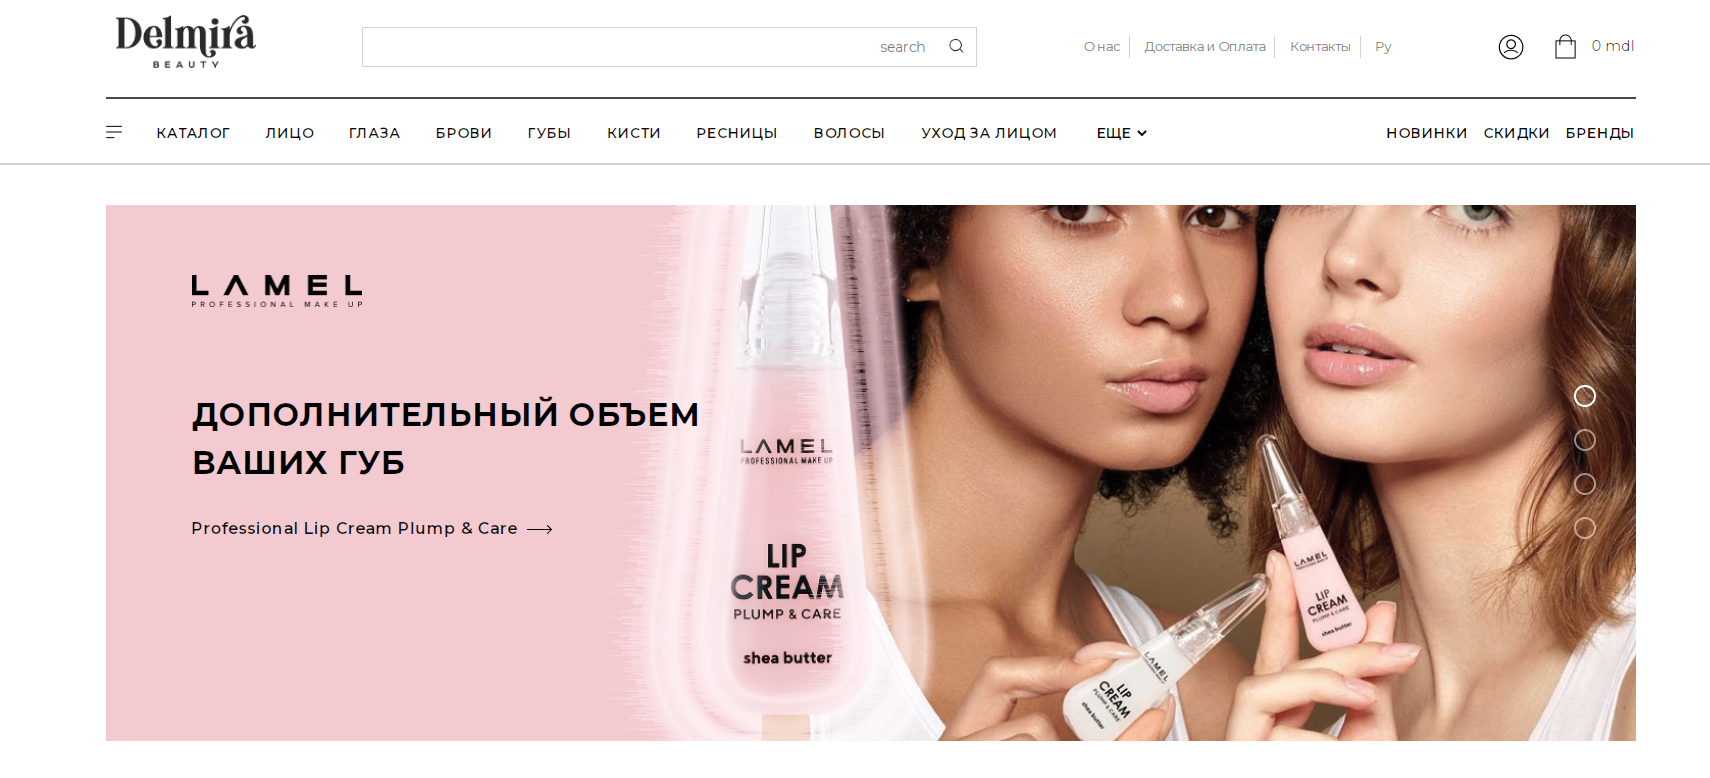 Delmira
BEAUTY
search
О нас
Доставка и Оплата
Контакты
Ру
0 mdl
КАТАЛОГ
ЛИЦО
ГЛАЗА
БРОВИ
ГУБЫ
КИСТИ
РЕСНИЦЫ
ВОЛОСЫ
УХОД ЗА ЛИЦОМ
ЕЩЕ
НОВИНКИ
СКИДКИ
БРЕНДЫ
LAMEL
PROFESSIONAL MAKE UP
ДОПОЛНИТЕЛЬНЫЙ ОБЪЕМ
ВАШИХ ГУБ
Professional Lip Cream Plump & Care
LAMEL
PROFESSIONAL MAKE UP
LIP
CREAM
PLUMP & CARE
shea butter
LAMEL
LIP
CREAM
PLUMP & CARE
shea butter
LAMEL
LIP
CREAM
PLUMP & CARE
shea butter